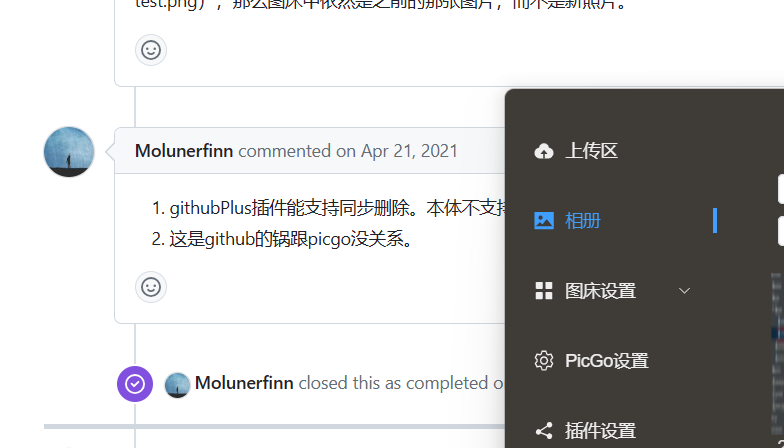 test.png），那么图床中依然是之前的那张图片，而不是新照片。
Molunerfinn commented on Apr 21, 2021
1. githubPlus插件能支持同步删除。本体不支持
2. 这是github的锅跟picgo没关系。
Molunerfinn closed this as completed
上传区
相册
图床设置
PicGo设置
插件设置